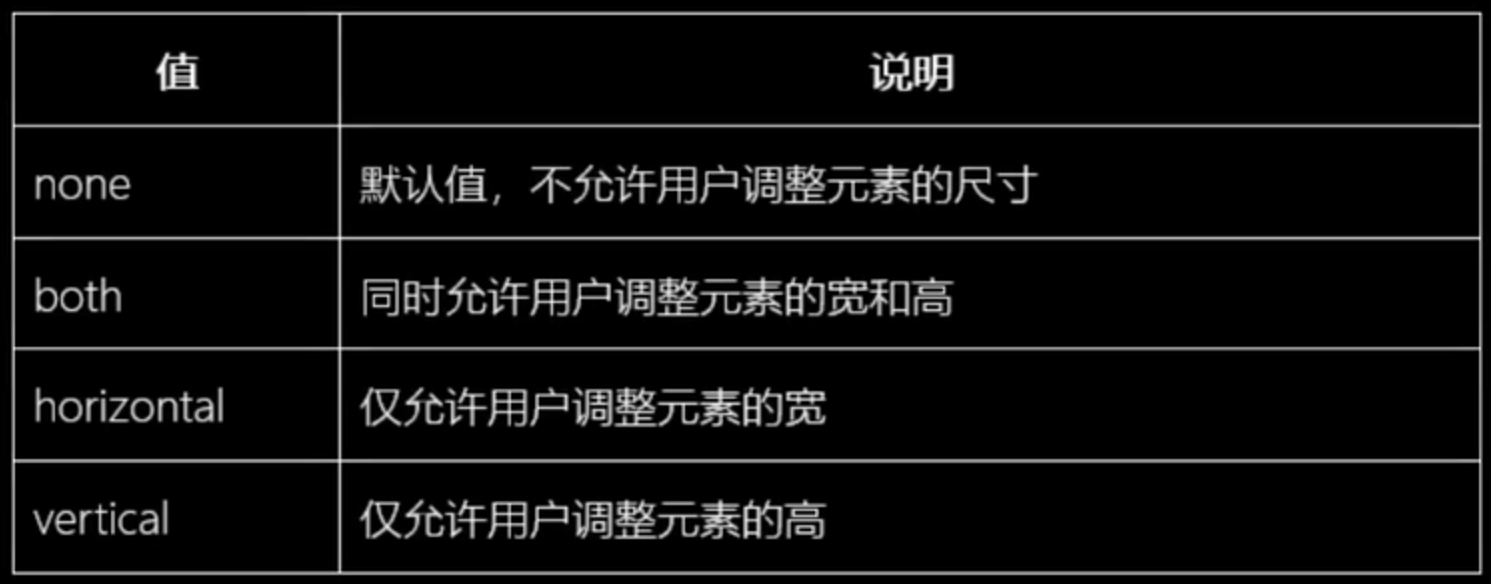 值 说明
none 默认值，不允许用户调整元素的尺寸
both 同时允许用户调整元素的宽和高
horizontal 仅允许用户调整元素的宽
vertical 仅允许用户调整元素的高